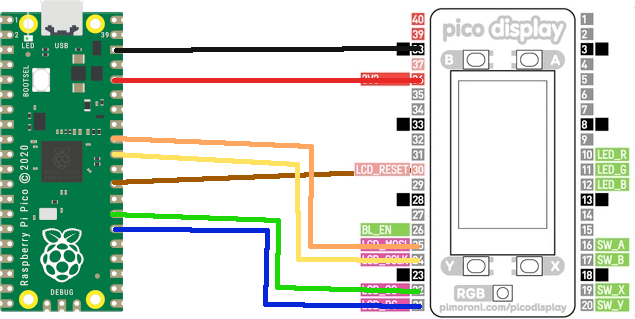 1
2
LED
USB
39
BOOTSEL
Raspberry Pi Pico © 2020
DEBUG
40
39
37
3V3
35
34
33
32
31
LCD_RESET 30
29
28
27
BL_EN 26
LCD_MOSI 25
LCD_SCLK 24
23
LCD_CS 22
LCD_DC 21
pico display
B
A
Y
X
RGB
pimoroni.com/picodisplay
1
2
3
4
5
6
7
8
9
10 LED_R
11 LED_G
12 LED_B
13
14
15
16 SW_A
17 SW_B
18
19 SW_X
20 SW_Y